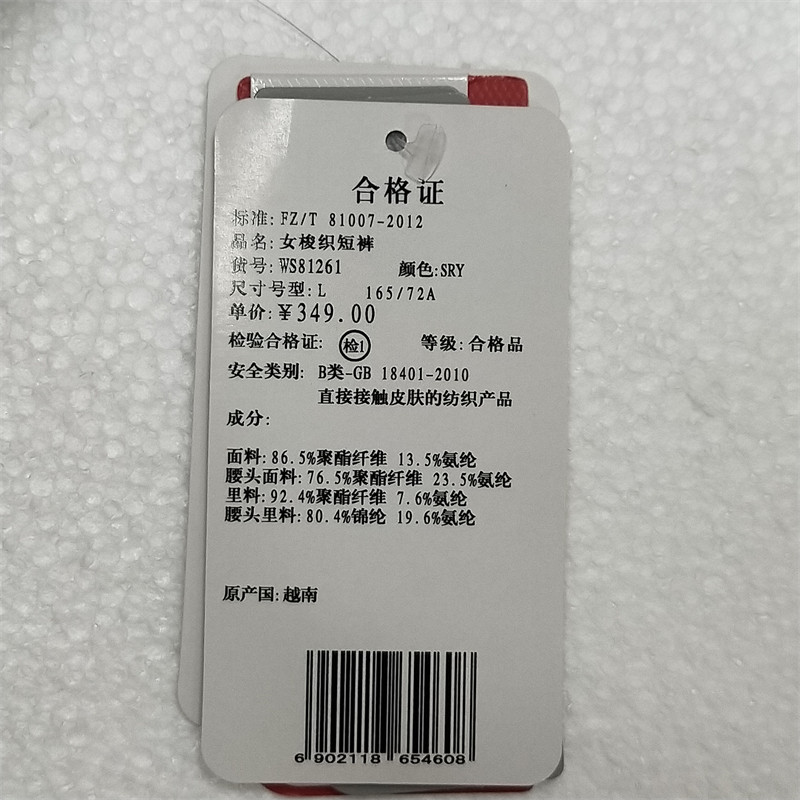 合格证
标准: FZ/T 81007-2012
品名: 女梭织短裤
货号: WS81261 颜色:SRY
尺寸号型: L 165/72A
单价: ¥349.00
检验合格证: 检1 等级: 合格品
安全类别: B类-GB 18401-2010
直接接触皮肤的纺织产品
成分:
面料: 86.5%聚酯纤维 13.5%氨纶
腰头面料: 76.5%聚酯纤维 23.5%氨纶
里料: 92.4%聚酯纤维 7.6%氨纶
腰头里料: 80.4%锦纶 19.6%氨纶
原产国: 越南
6 902118 654608